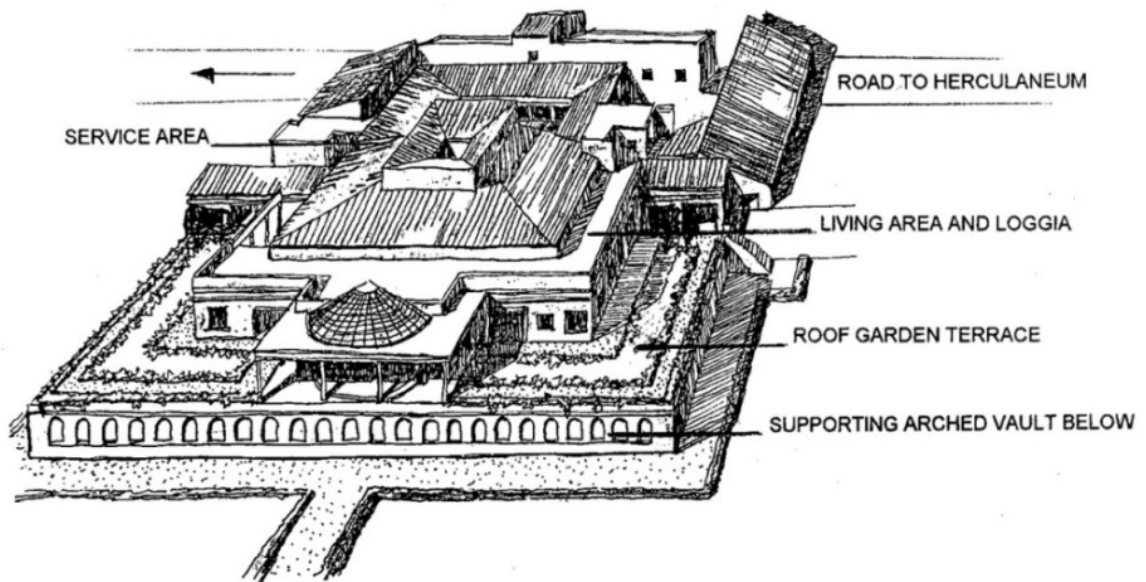 ROAD TO HERCULANEUM
SERVICE AREA
LIVING AREA AND LOGGIA
ROOF GARDEN TERRACE
SUPPORTING ARCHED VAULT BELOW